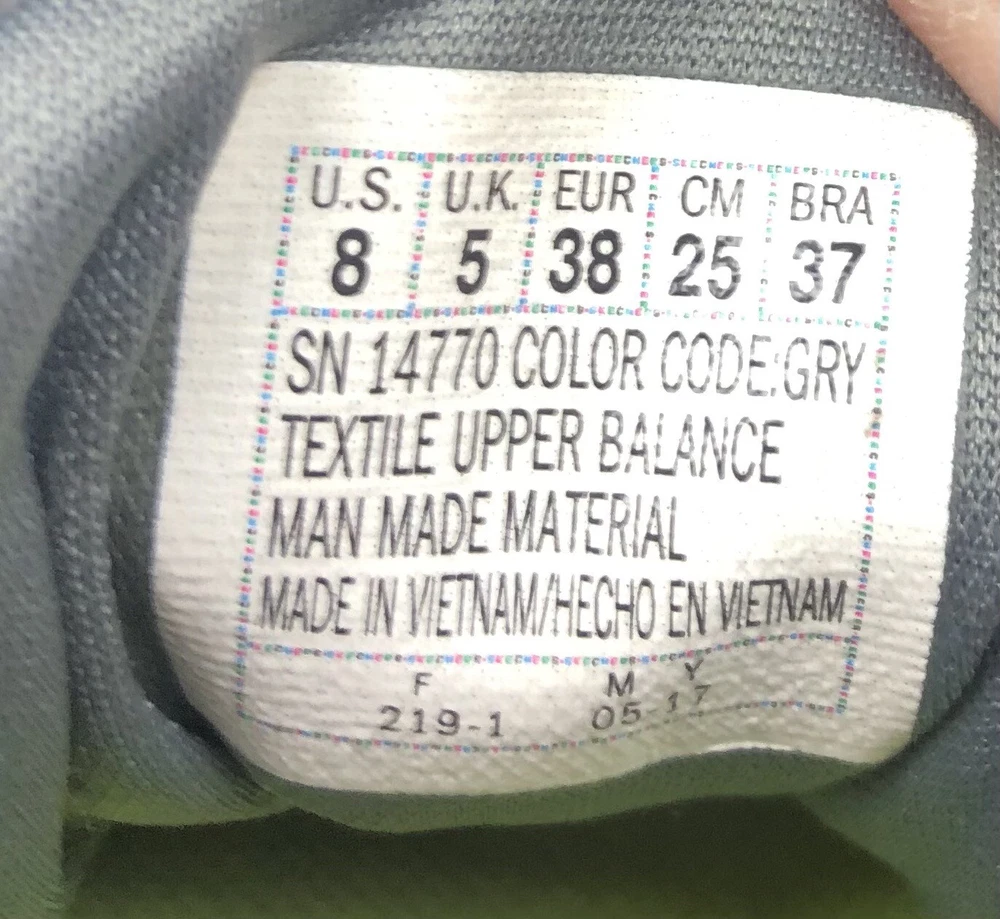 U.S. U.K. EUR CM BRA
8 5 38 25 37
SN 14770 COLOR CODE:GRY
TEXTILE UPPER BALANCE
MAN MADE MATERIAL
MADE IN VIETNAM/HECHO EN VIETNAM
F M Y
219-1 05-17